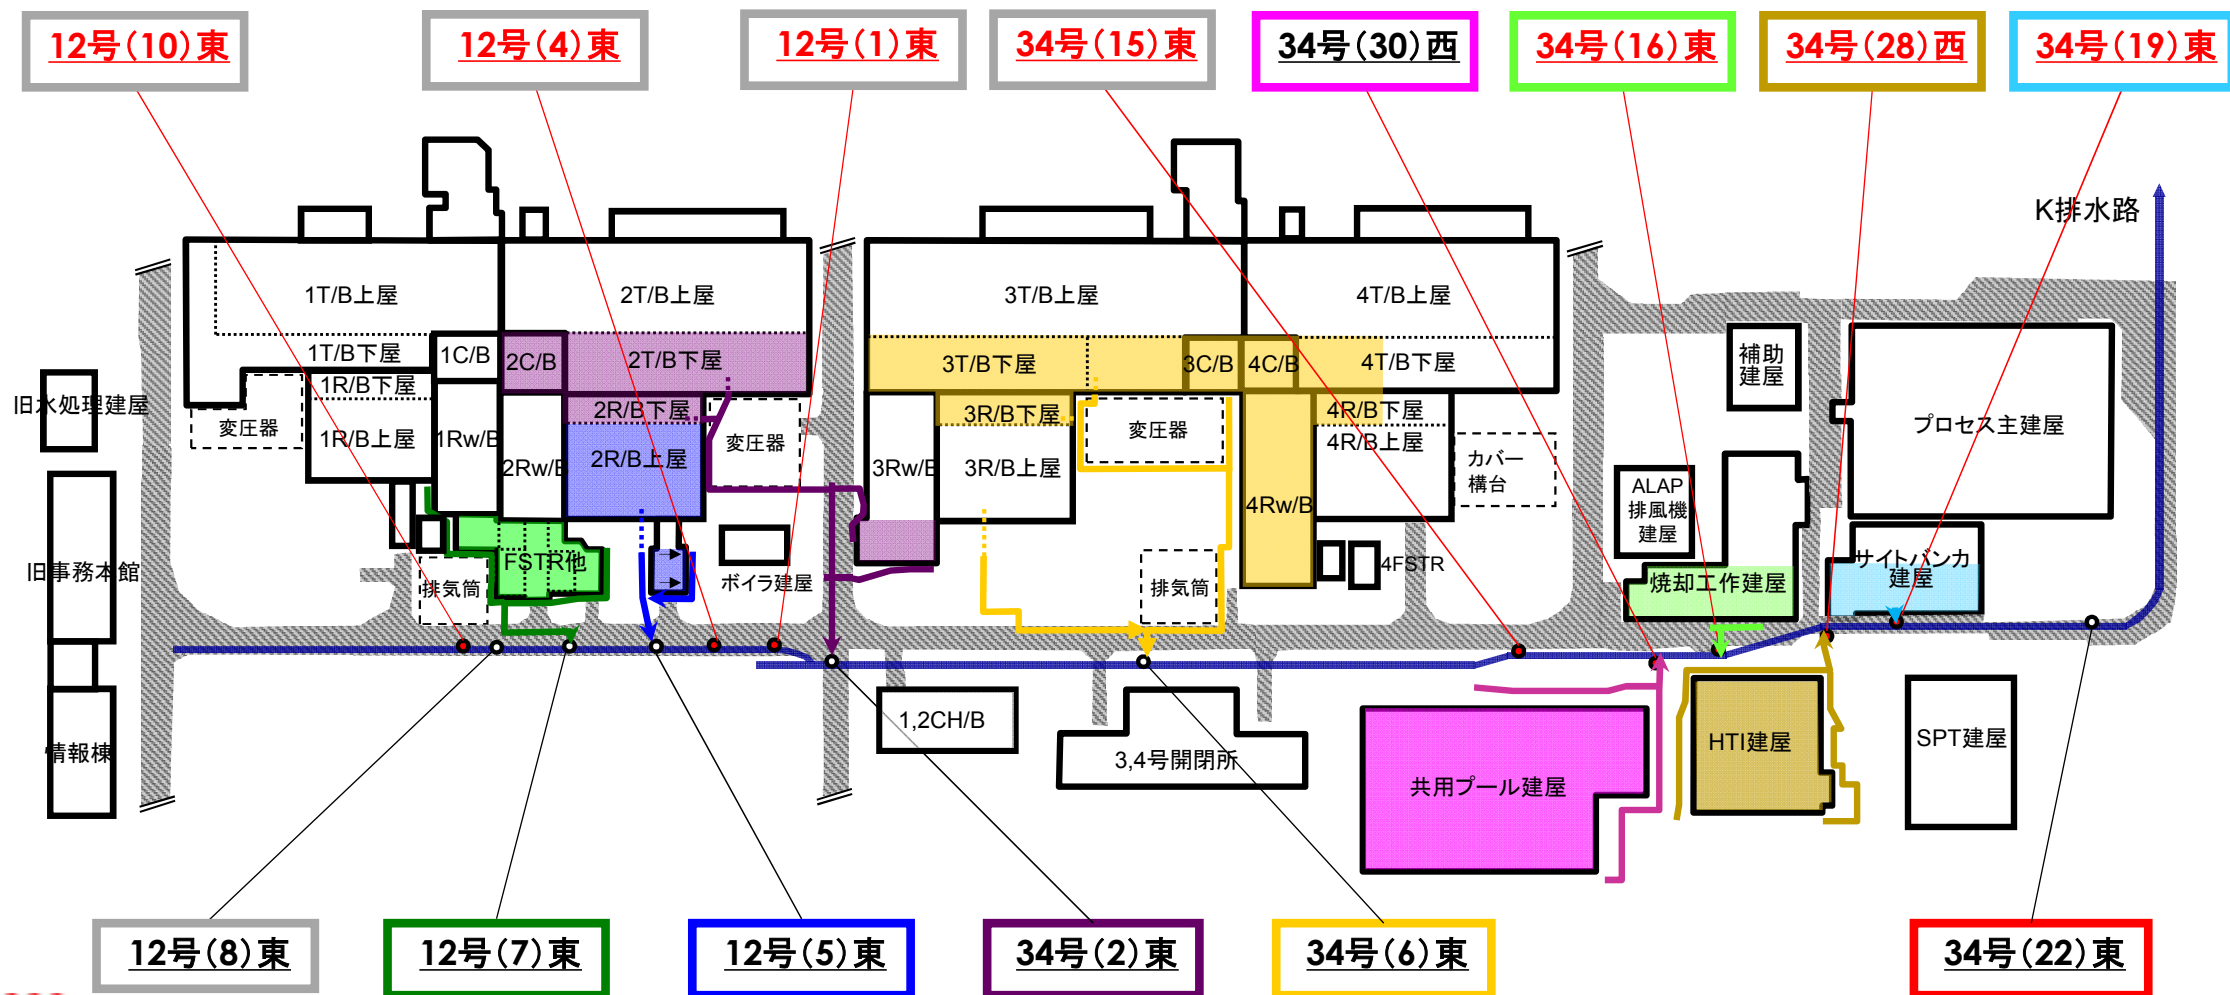 12号(10)東
12号(4)東
12号(1)東
34号(15)東
34号(30)西
34号(16)東
34号(28)西
34号(19)東
K排水路
1T/B上屋
2T/B上屋
3T/B上屋
4T/B上屋
1T/B下屋
1C/B
2C/B
2T/B下屋
3T/B下屋
3C/B
4C/B
4T/B下屋
補助
建屋
旧水処理建屋
1R/B下屋
2R/B下屋
3R/B下屋
4R/B下屋
変圧器
1R/B上屋
1Rw/B
2Rw/B
2R/B上屋
変圧器
3Rw/B
3R/B上屋
変圧器
4R/B上屋
カバー
構台
プロセス主建屋
4Rw/B
ALAP
排風機
建屋
旧事務本館
排気筒
FSTR他
ボイラ建屋
排気筒
4FSTR
焼却工作建屋
サイトバンカ
建屋
情報棟
1,2CH/B
3,4号開閉所
共用プール建屋
HTI建屋
SPT建屋
12号(8)東
12号(7)東
12号(5)東
34号(2)東
34号(6)東
34号(22)東